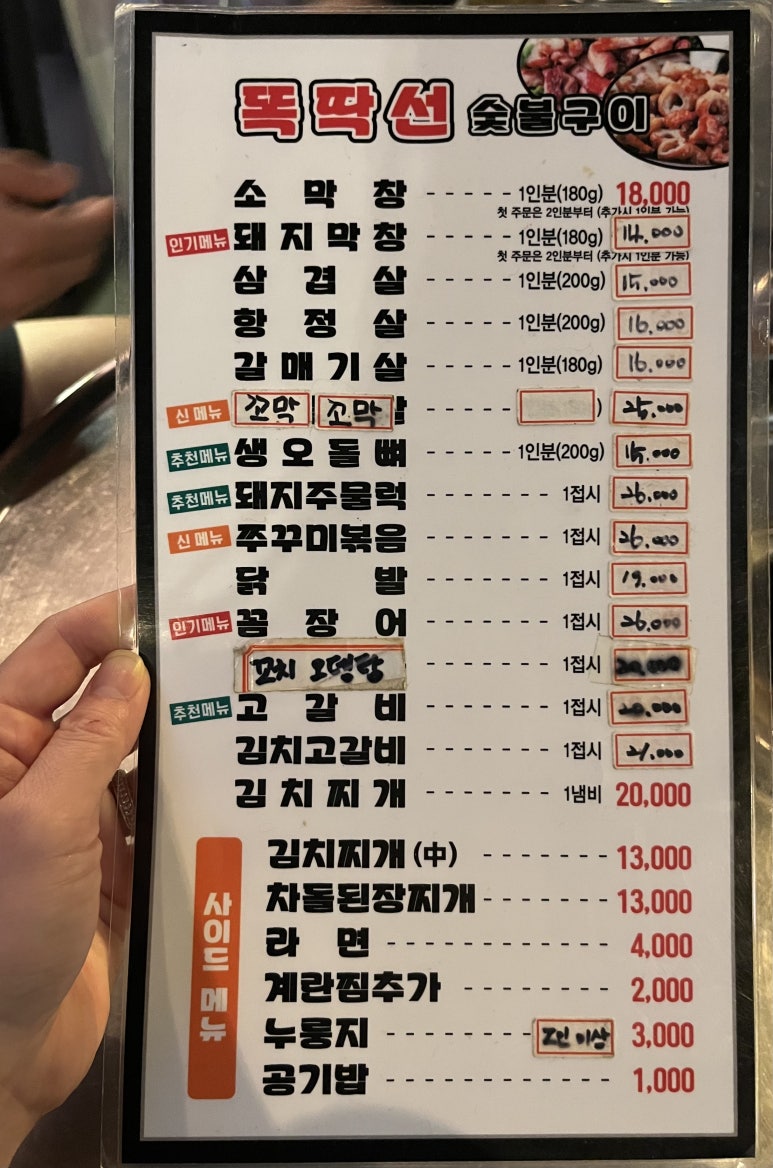 똑딱선 숯불구이
소 막 창 - - - - - 1인분(180g) 18,000
첫 주문은 2인분부터 (추가시 1인분 가능)
인기메뉴 돼지막창 - - - - - 1인분(180g) 14.000
첫 주문은 2인분부터 (추가시 1인분 가능)
삼 겹 살 - - - - - 1인분(200g) 15.000
항 정 살 - - - - - 1인분(200g) 16.000
갈매기살 - - - - - 1인분(180g) 16.000
신메뉴 꼬막 꼬막 - - - - - ) 25.000
추천메뉴 생오돌뼈 - - - - - 1인분(200g) 15.000
추천메뉴 돼지주물럭 - - - - - - - 1접시 26.000
신메뉴 쭈꾸미볶음 - - - - - - - 1접시 26.000
닭 발 - - - - - - - 1접시 19.000
인기메뉴 꼼 장 어 - - - - - - - 1접시 26.000
꼬치 오뎅탕 - - - - - - - 1접시 20,000
추천메뉴 고 갈 비 - - - - - - - 1접시 20.000
김치고갈비 - - - - - - - 1접시 21.000
김치찌개 - - - - - - - 1냄비 20,000
사이드 메뉴
김치찌개 (中) - - - - - - - 13,000
차돌된장찌개 - - - - - - - 13,000
라 면 - - - - - - - - - - - - 4,000
계란찜추가 - - - - - - - - 2,000
누룽지 - - - - - - - - 2인 이상 3,000
공기밥 - - - - - - - - - - - - 1,000